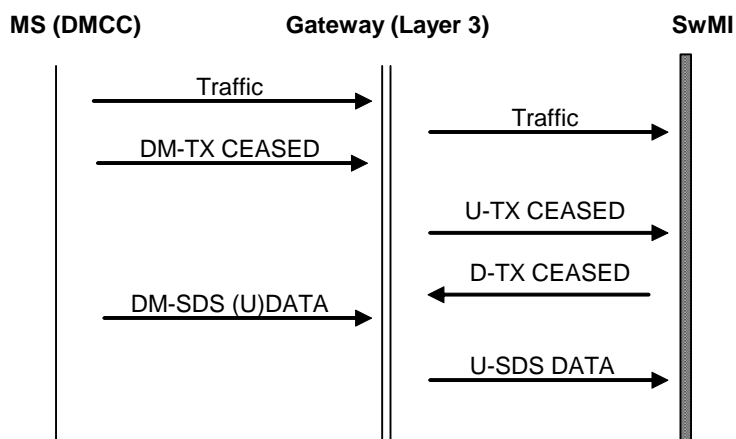 MS (DMCC) Gateway (Layer 3) SwMI
Traffic
Traffic
DM-TX CEASED
U-TX CEASED
D-TX CEASED
DM-SDS (U)DATA
U-SDS DATA